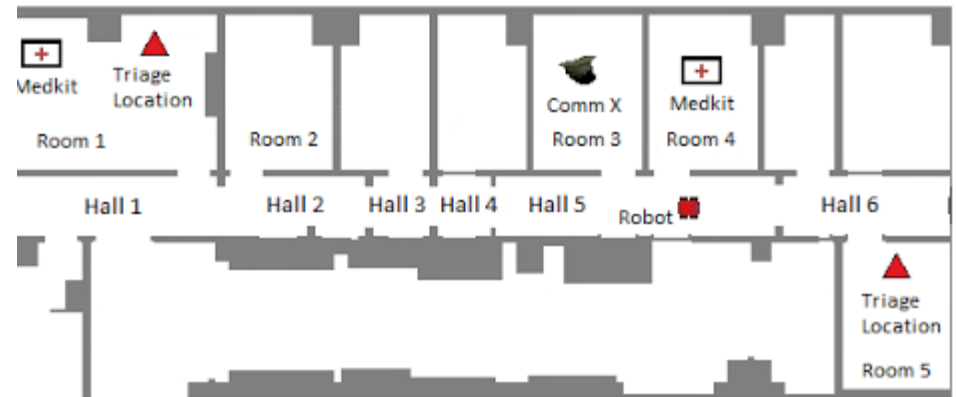 Medkit
Triage
Location
Room 1
Room 2
Comm X
Room 3
Medkit
Room 4
Hall 1
Hall 2
Hall 3
Hall 4
Hall 5
Robot
Hall 6
Triage
Location
Room 5